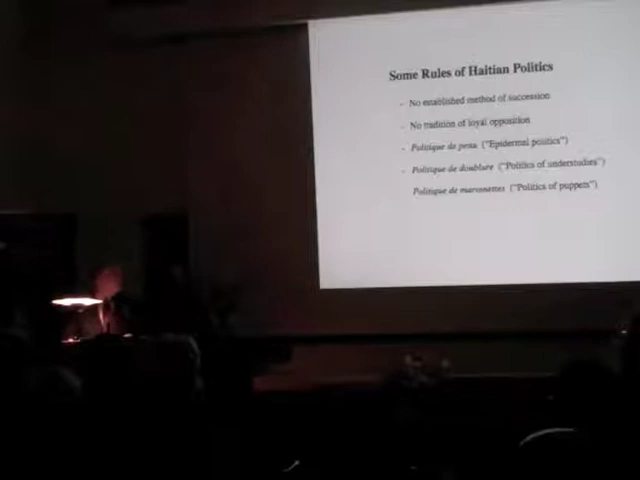 Some Rules of Haitian Politics
- No established method of succession
- No tradition of loyal opposition
- Politique de peau ("Epidermal politics")
- Politique de doublure ("Politics of understudies")
Politique de marionettes ("Politics of puppets")